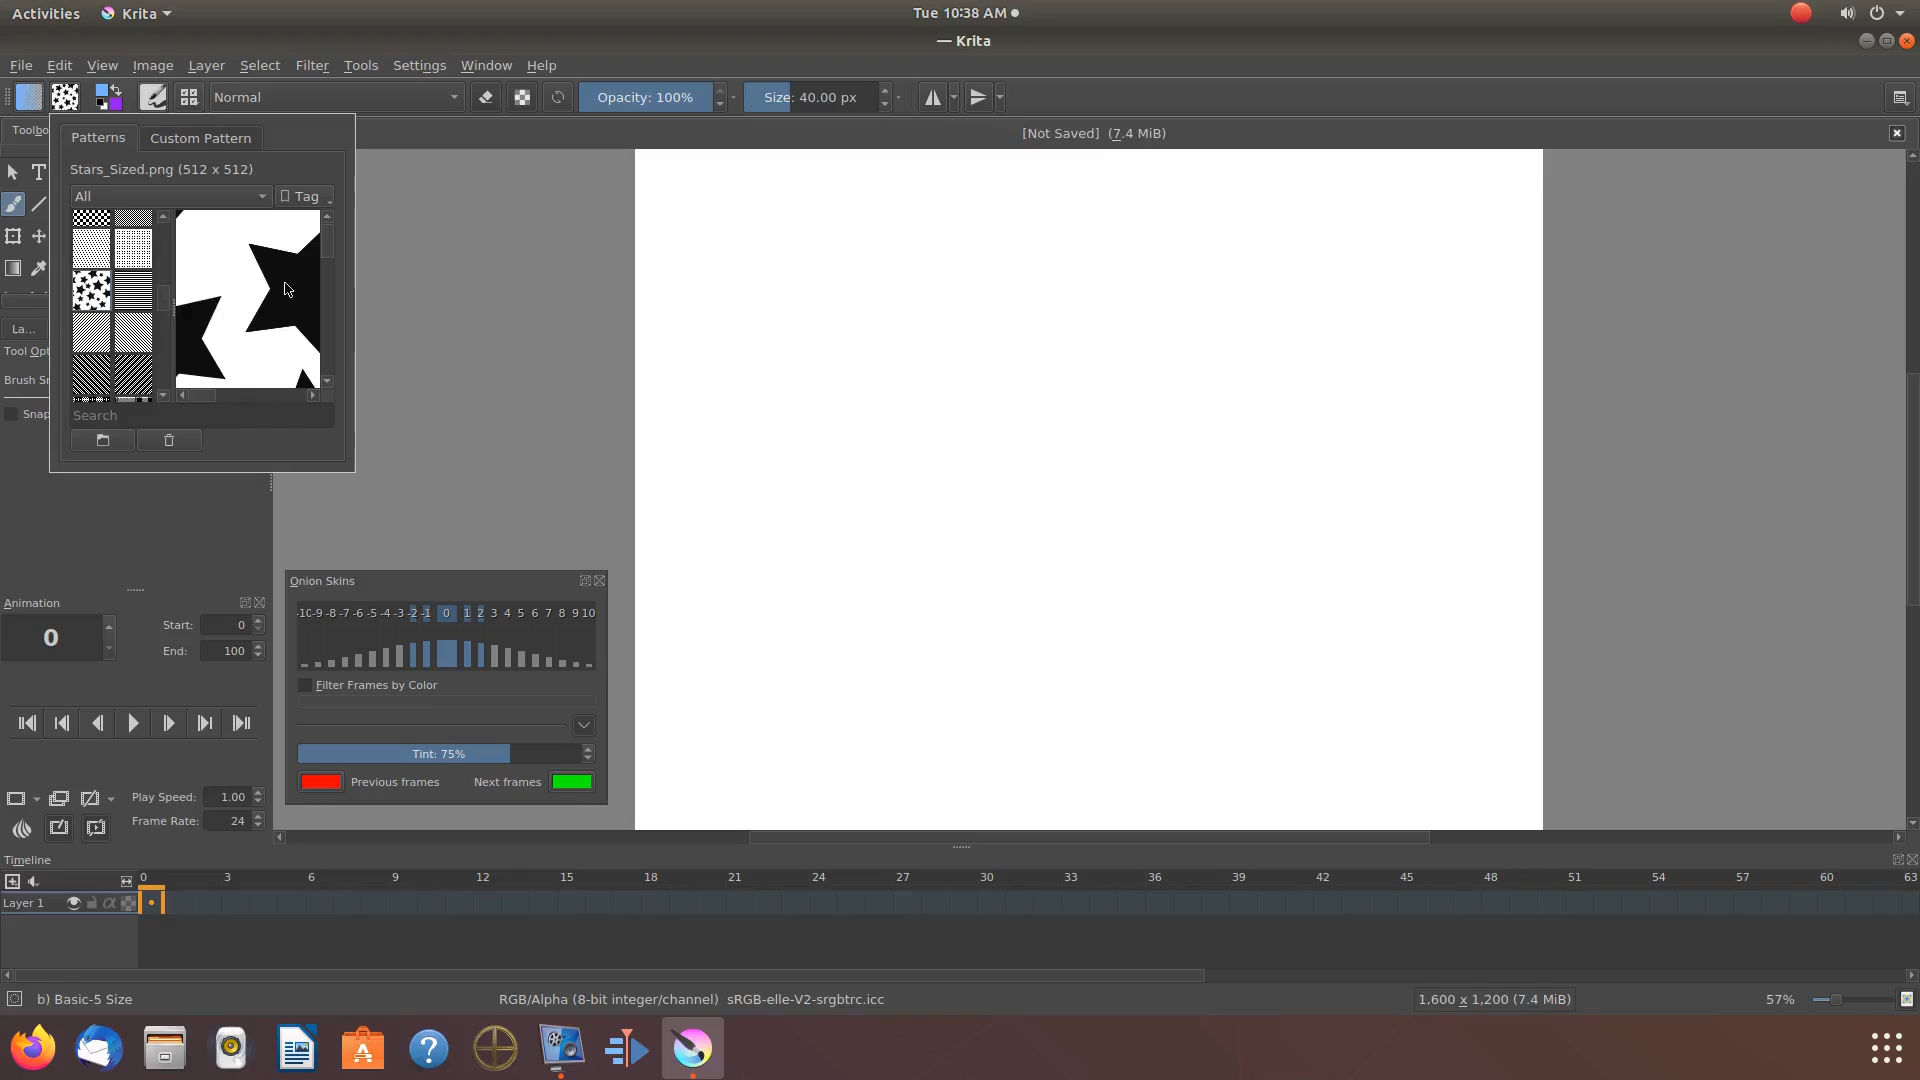 Activities Krita Tue 10:38 AM
— Krita
File Edit View Image Layer Select Filter Tools Settings Window Help
Normal Opacity: 100% Size: 40.00 px
Toolbo [Not Saved] (7.4 MiB)
Patterns Custom Pattern
Stars_Sized.png (512 x 512)
All Tag
La...
Tool Opt
Brush Sm
Snap
Search
Onion Skins
-10 -9 -8 -7 -6 -5 -4 -3 -2 -1 0 1 2 3 4 5 6 7 8 9 10
Filter Frames by Color
Tint: 75%
Previous frames Next frames
Animation
0 Start: 0
End: 100
Play Speed: 1.00
Frame Rate: 24
Timeline
0 3 6 9 12 15 18 21 24 27 30 33 36 39 42 45 48 51 54 57 60 63
Layer 1
b) Basic-5 Size RGB/Alpha (8-bit integer/channel) sRGB-elle-V2-srgbtrc.icc 1,600 x 1,200 (7.4 MiB) 57%